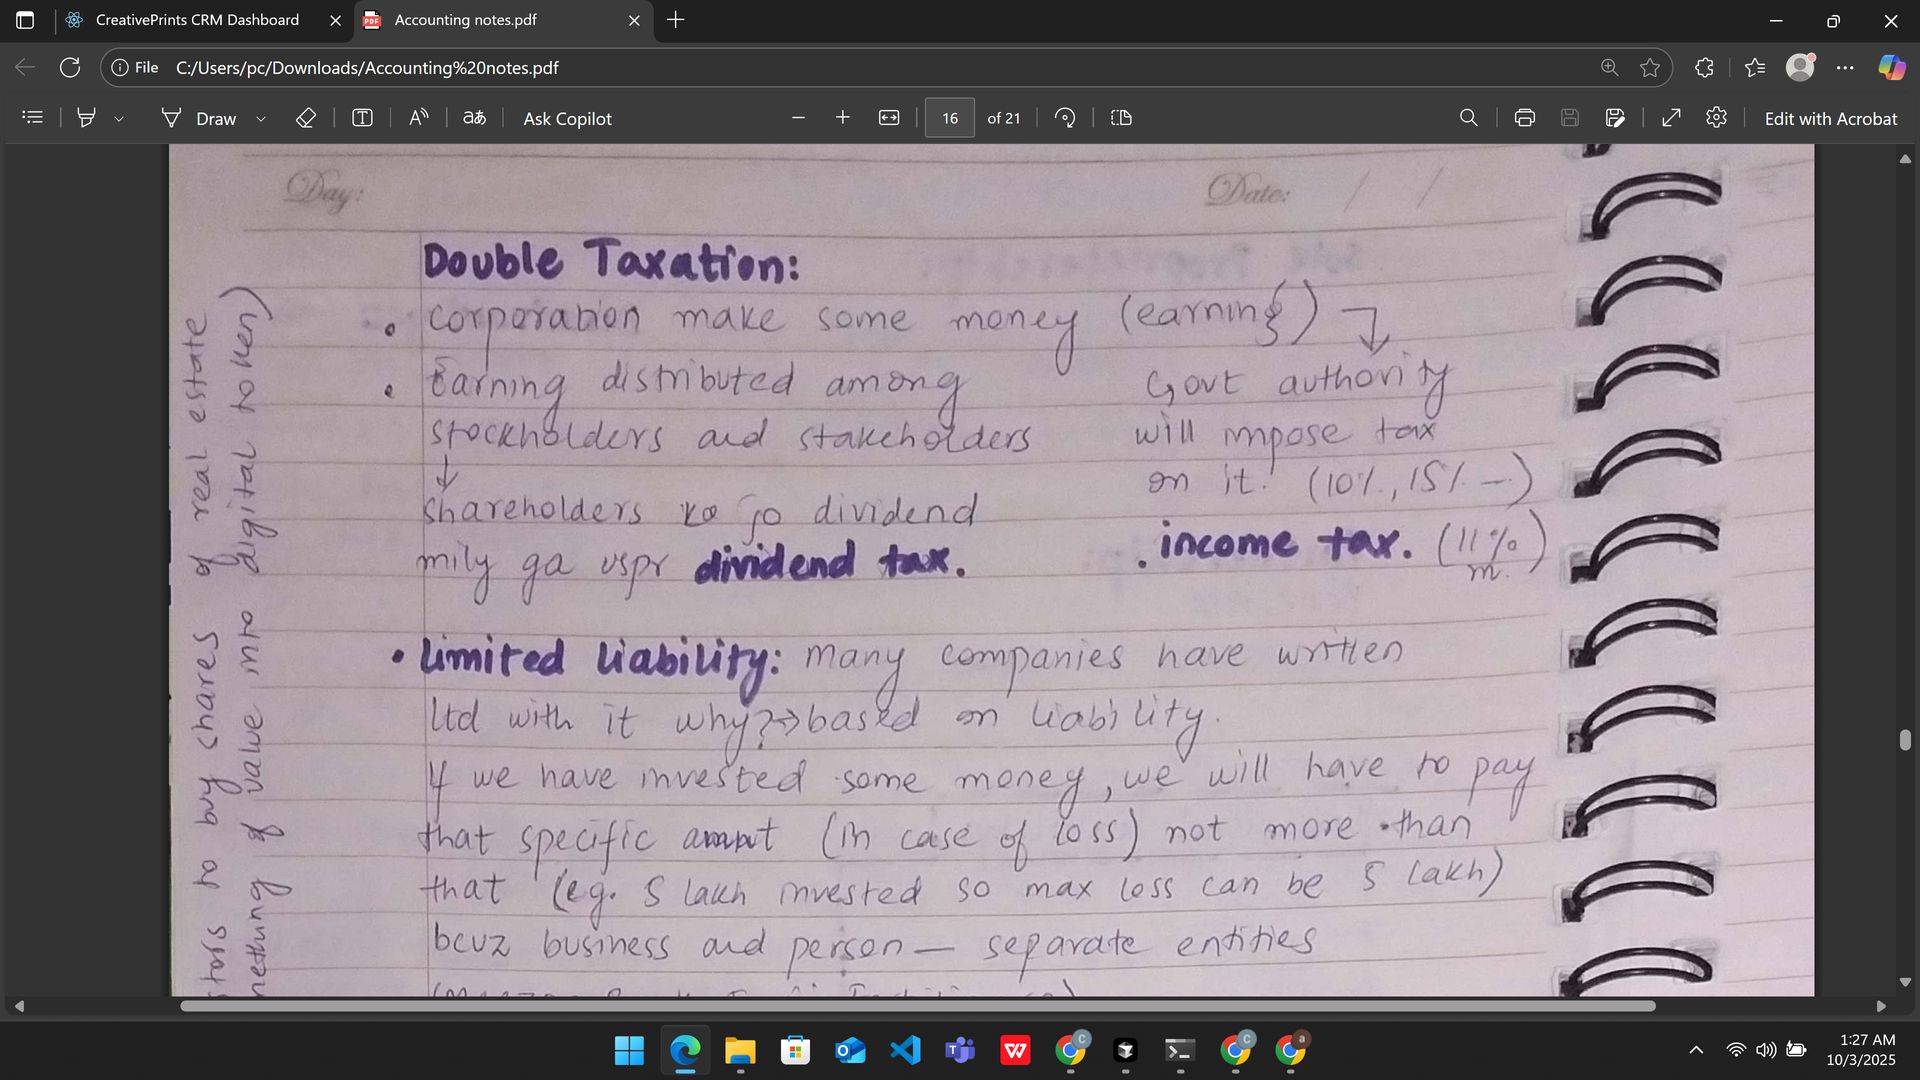 CreativePrints CRM Dashboard
Accounting notes.pdf
File
C:/Users/pc/Downloads/Accounting%20notes.pdf
Draw
Ask Copilot
16
of 21
Edit with Acrobat
Day:
Date: / /
Double Taxation:
• corporation make some money (earning)
• Earning distributed among
stockholders and stakeholders
shareholders ko jo dividend
mily ga uspr dividend tax.
Govt authority
will impose tax
on it. (10%, 15% —)
• income tax. (11%
m.)
• Limited Liability: many companies have written
ltd with it why? → based on liability.
If we have invested some money, we will have to pay
that specific amount (in case of loss) not more than
that (eg. 5 lakh invested so max loss can be 5 lakh)
bcuz business and person — separate entities
to buy shares of real estate
of value into digital token)
1:27 AM
10/3/2025